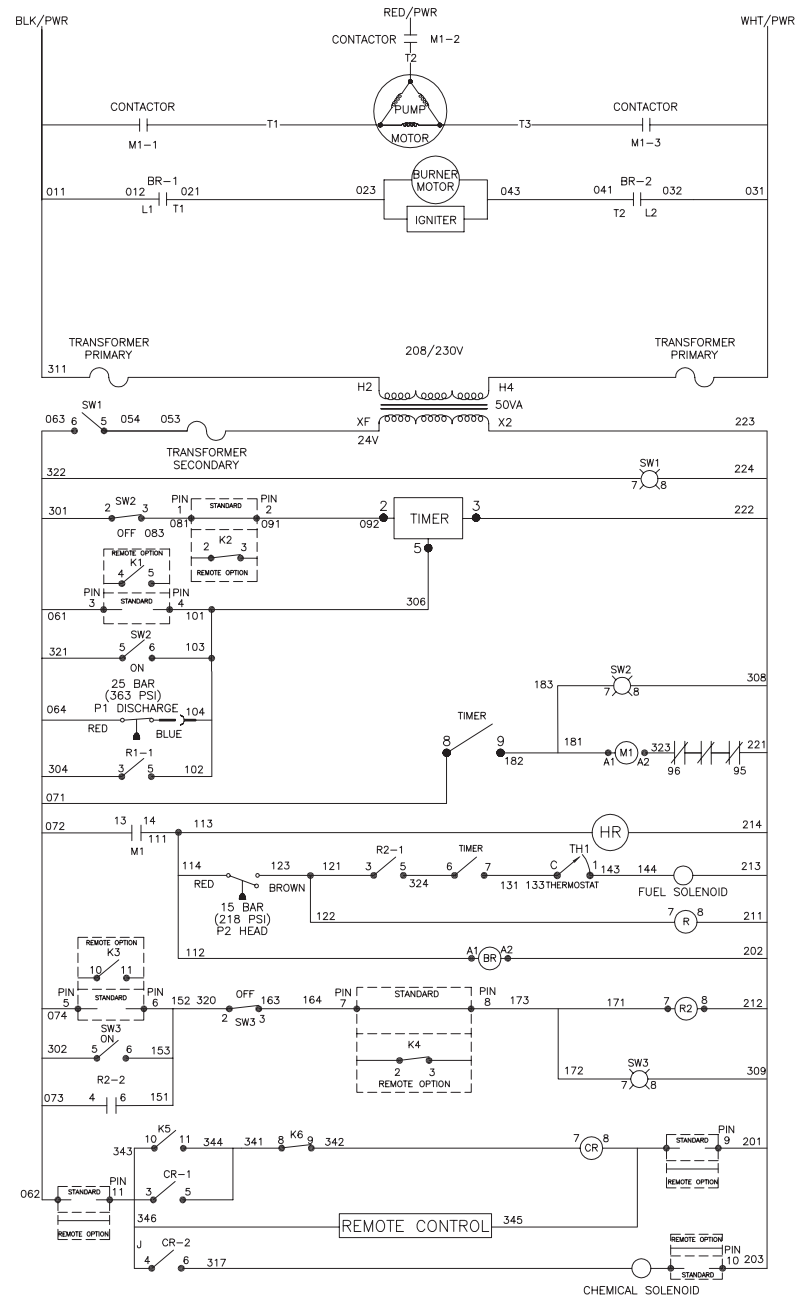 BLK/PWR
RED/PWR
WHT/PWR
CONTACTOR M1-2
T2
PUMP
MOTOR
CONTACTOR
M1-1
T1
T3
CONTACTOR
M1-3
011
012
BR-1
021
L1 T1
023
BURNER
MOTOR
IGNITER
043
041
BR-2
032
T2 L2
031
TRANSFORMER
PRIMARY
208/230V
TRANSFORMER
PRIMARY
311
H2
H4
50VA
063
SW1
6 5
054
053
XF
X2
24V
223
TRANSFORMER
SECONDARY
322
SW1
7 8
224
301
SW2
2 3
OFF 083
PIN
1
081
STANDARD
PIN
2
091
K2
2 3
REMOTE OPTION
092
2
TIMER
3
5
222
REMOTE OPTION
K1
4 5
PIN
3
STANDARD
PIN
4
061
101
306
321
SW2
5 6
ON
103
25 BAR
(363 PSI)
P1 DISCHARGE
064
RED
BLUE
104
R1-1
304
3 5
102
183
SW2
7 8
308
TIMER
8
9
182
181
A1
M1
A2
323
96
95
221
071
072
13 14
M1
111
113
HR
214
114
RED
123
BROWN
15 BAR
(218 PSI)
P2 HEAD
121
R2-1
3 5
324
TIMER
6 7
131
133
TH1
C
1
THERMOSTAT
143
144
FUEL SOLENOID
213
122
7
R
8
211
112
A1
BR
A2
202
REMOTE OPTION
K3
10 11
PIN
5
STANDARD
PIN
6
074
152
320
OFF
2 3
SW3
163
164
PIN
7
STANDARD
PIN
8
K4
2 3
REMOTE OPTION
173
171
7
R2
8
212
302
SW3
ON
5 6
153
R2-2
073
4 6
151
172
SW3
7 8
309
343
K5
10 11
344
341
K6
8 9
342
7
CR
8
STANDARD
PIN
9
201
REMOTE OPTION
062
STANDARD
PIN
11
REMOTE OPTION
CR-1
3 5
346
REMOTE CONTROL
345
J
CR-2
4 6
317
CHEMICAL SOLENOID
REMOTE OPTION
PIN
10
203
STANDARD